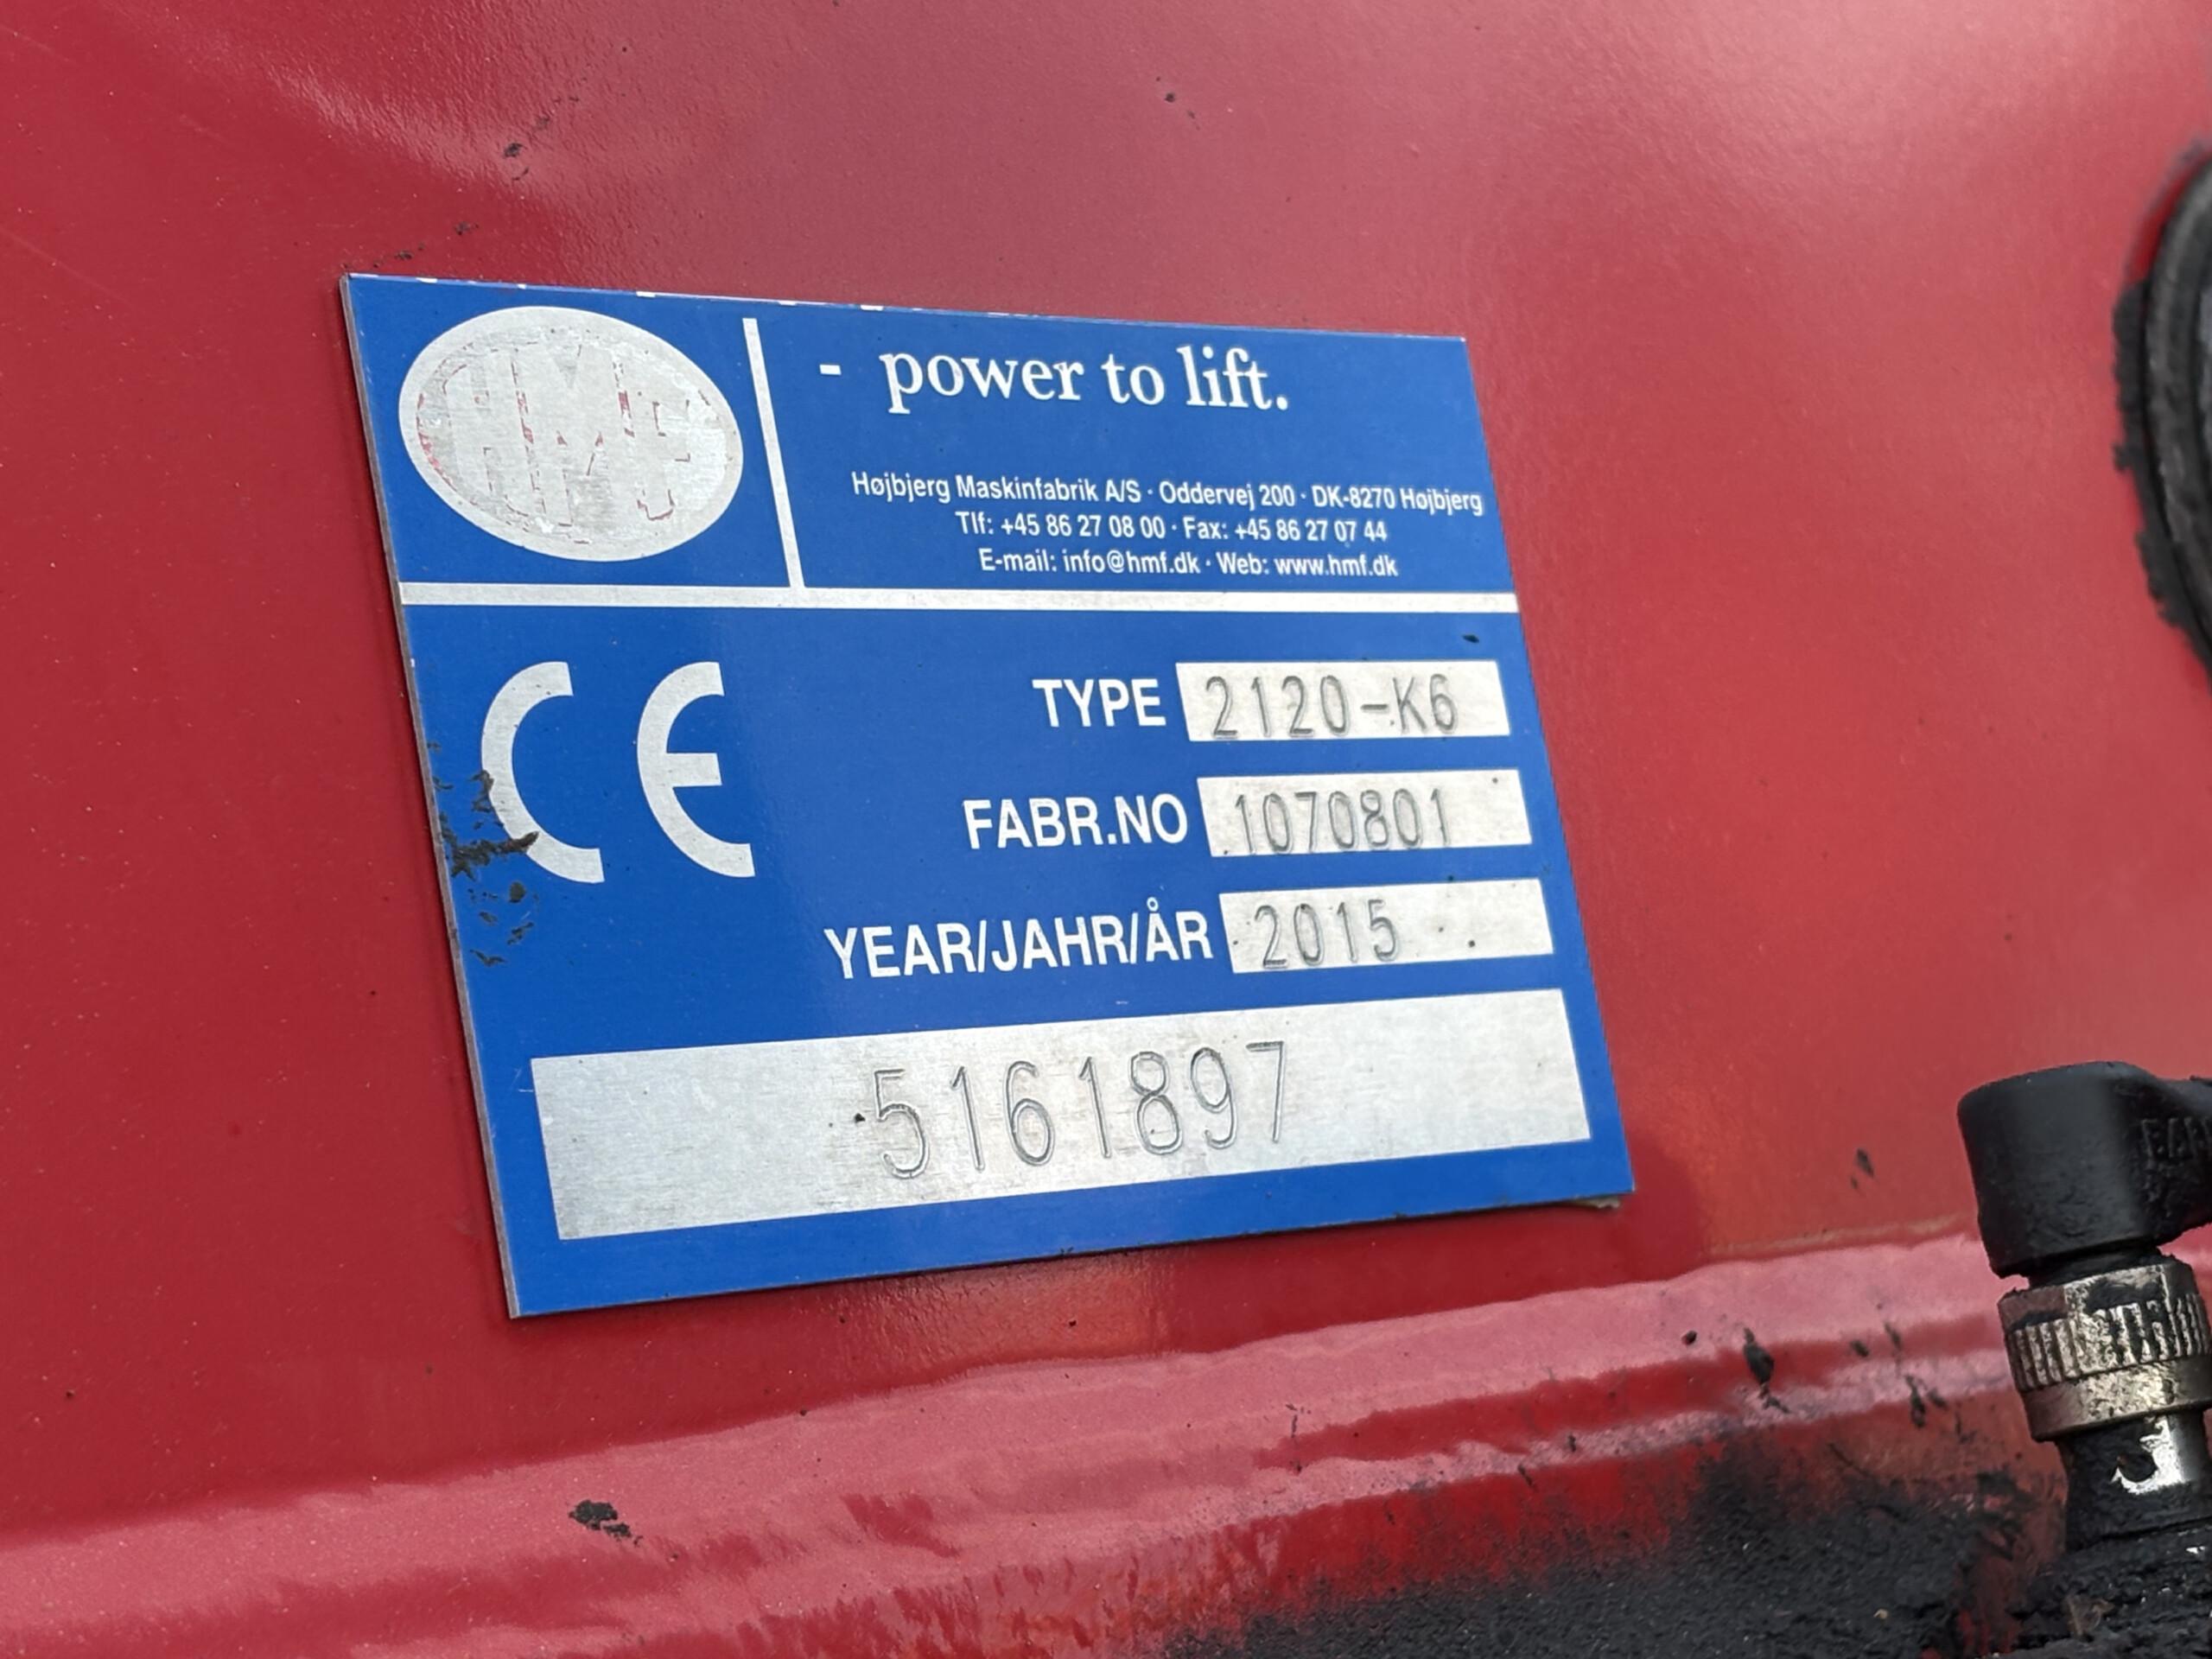 HMF
- power to lift.
Højbjerg Maskinfabrik A/S · Oddervej 200 · DK-8270 Højbjerg
Tlf: +45 86 27 08 00 · Fax: +45 86 27 07 44
E-mail: info@hmf.dk · Web: www.hmf.dk
CE
TYPE 2120-K6
FABR.NO 1070801
YEAR/JAHR/ÅR 2015
5161897